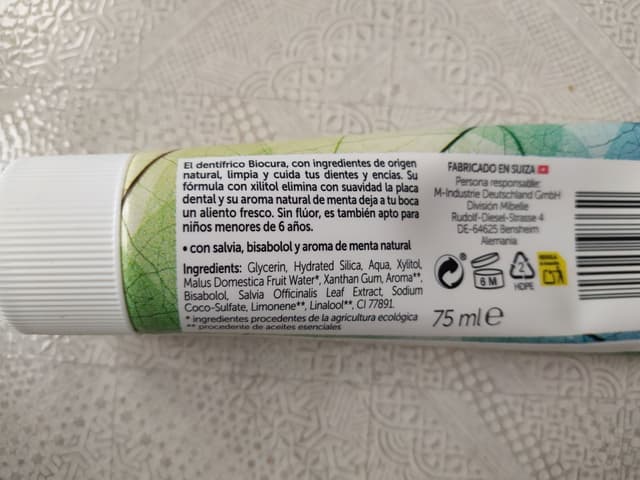 El dentífrico Biocura, con ingredientes de origen
natural, limpia y cuida tus dientes y encías. Su
fórmula con xilitol elimina con suavidad la placa
dental y su aroma natural de menta deja a tu boca
un aliento fresco. Sin flúor, es también apto para
niños menores de 6 años.
• con salvia, bisabolol y aroma de menta natural
Ingredients: Glycerin, Hydrated Silica, Aqua, Xylitol,
Malus Domestica Fruit Water*, Xanthan Gum, Aroma**,
Bisabolol, Salvia Officinalis Leaf Extract, Sodium
Coco-Sulfate, Limonene**, Linalool**, CI 77891.
* ingredientes procedentes de la agricultura ecológica
** procedente de aceites esenciales
FABRICADO EN SUIZA
Persona responsable:
M-Industrie Deutschland GmbH
División Mibelle
Rudolf-Diesel-Strasse 4
DE-64625 Bensheim
Alemania
6 M
2
HDPE
75 ml e